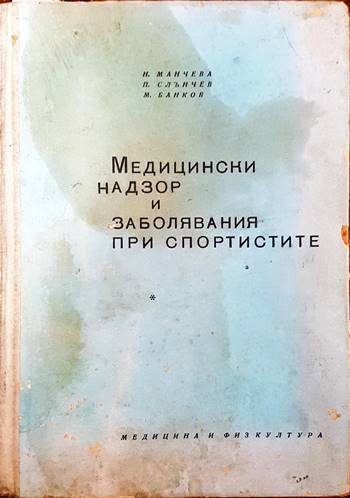 Н. МАНЧЕВА
П. СЛЪНЧЕВ
М. БАНКОВ
МЕДИЦИНСКИ
НАДЗОР
И
ЗАБОЛЯВАНИЯ
ПРИ СПОРТИСТИТЕ
*
МЕДИЦИНА И ФИЗКУЛТУРА